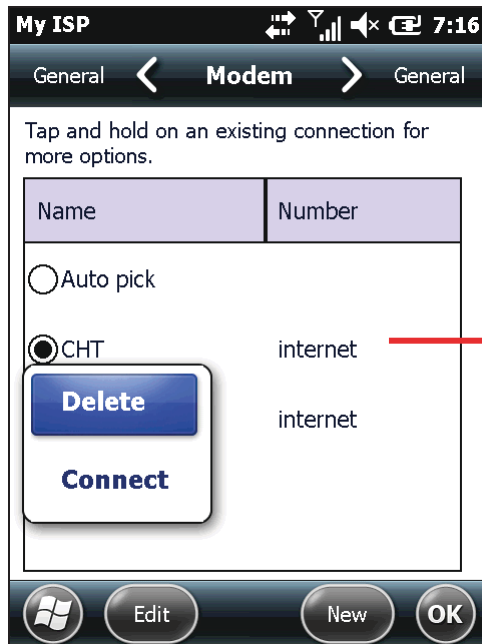 My ISP 7:16
General Modem General
Tap and hold on an existing connection for
more options.
Name Number
Auto pick
CHT internet
Delete
internet
Connect
Edit New OK